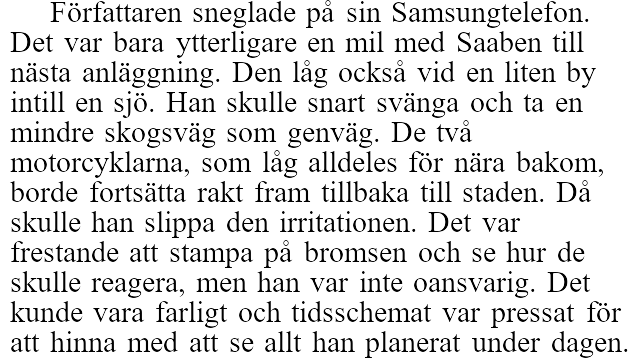 Författaren sneglade på sin Samsungtelefon.
Det var bara ytterligare en mil med Saaben till
nästa anläggning. Den låg också vid en liten by
intill en sjö. Han skulle snart svänga och ta en
mindre skogsväg som genväg. De två
motorcyklarna, som låg alldeles för nära bakom,
borde fortsätta rakt fram tillbaka till staden. Då
skulle han slippa den irritationen. Det var
frestande att stampa på bromsen och se hur de
skulle reagera, men han var inte oansvarig. Det
kunde vara farligt och tidsschemat var pressat för
att hinna med att se allt han planerat under dagen.